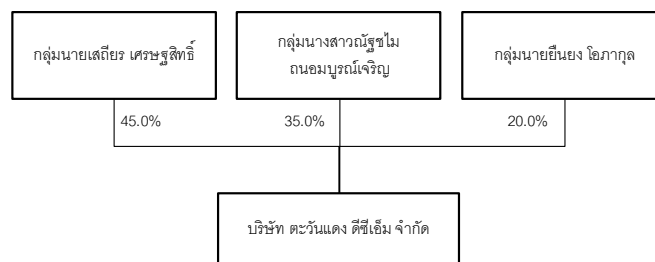 กลุ่มนายเสถียร เศรษฐสิทธิ์
กลุ่มนางสาวณัฐชไม
ถนอมบูรณ์เจริญ
กลุ่มนายยืนยง โอภากุล
45.0%
35.0%
20.0%
บริษัท ตะวันแดง ดีซีเอ็ม จำกัด